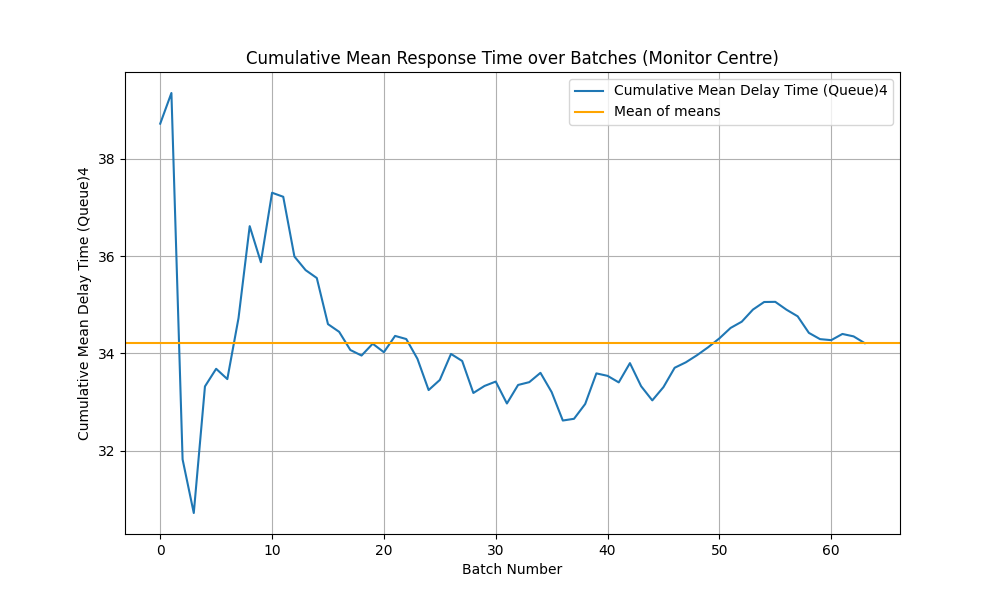 Cumulative Mean Response Time over Batches (Monitor Centre)
Cumulative Mean Delay Time (Queue)4
Mean of means
Cumulative Mean Delay Time (Queue)4
38
36
34
32
0 10 20 30 40 50 60
Batch Number